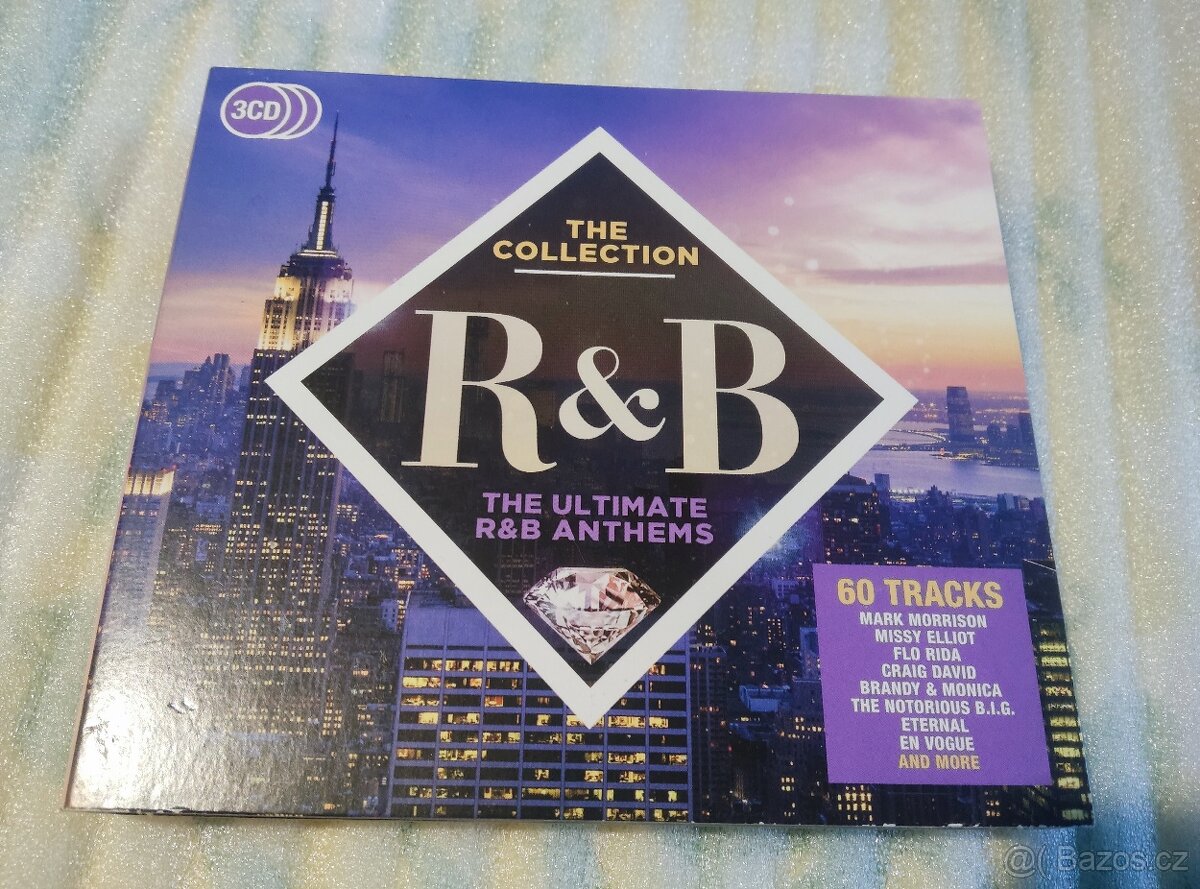 3CD
THE
COLLECTION
R&B
THE ULTIMATE
R&B ANTHEMS
60 TRACKS
MARK MORRISON
MISSY ELLIOT
FLO RIDA
CRAIG DAVID
BRANDY & MONICA
THE NOTORIOUS B.I.G.
ETERNAL
EN VOGUE
AND MORE
@( Bazos.cz